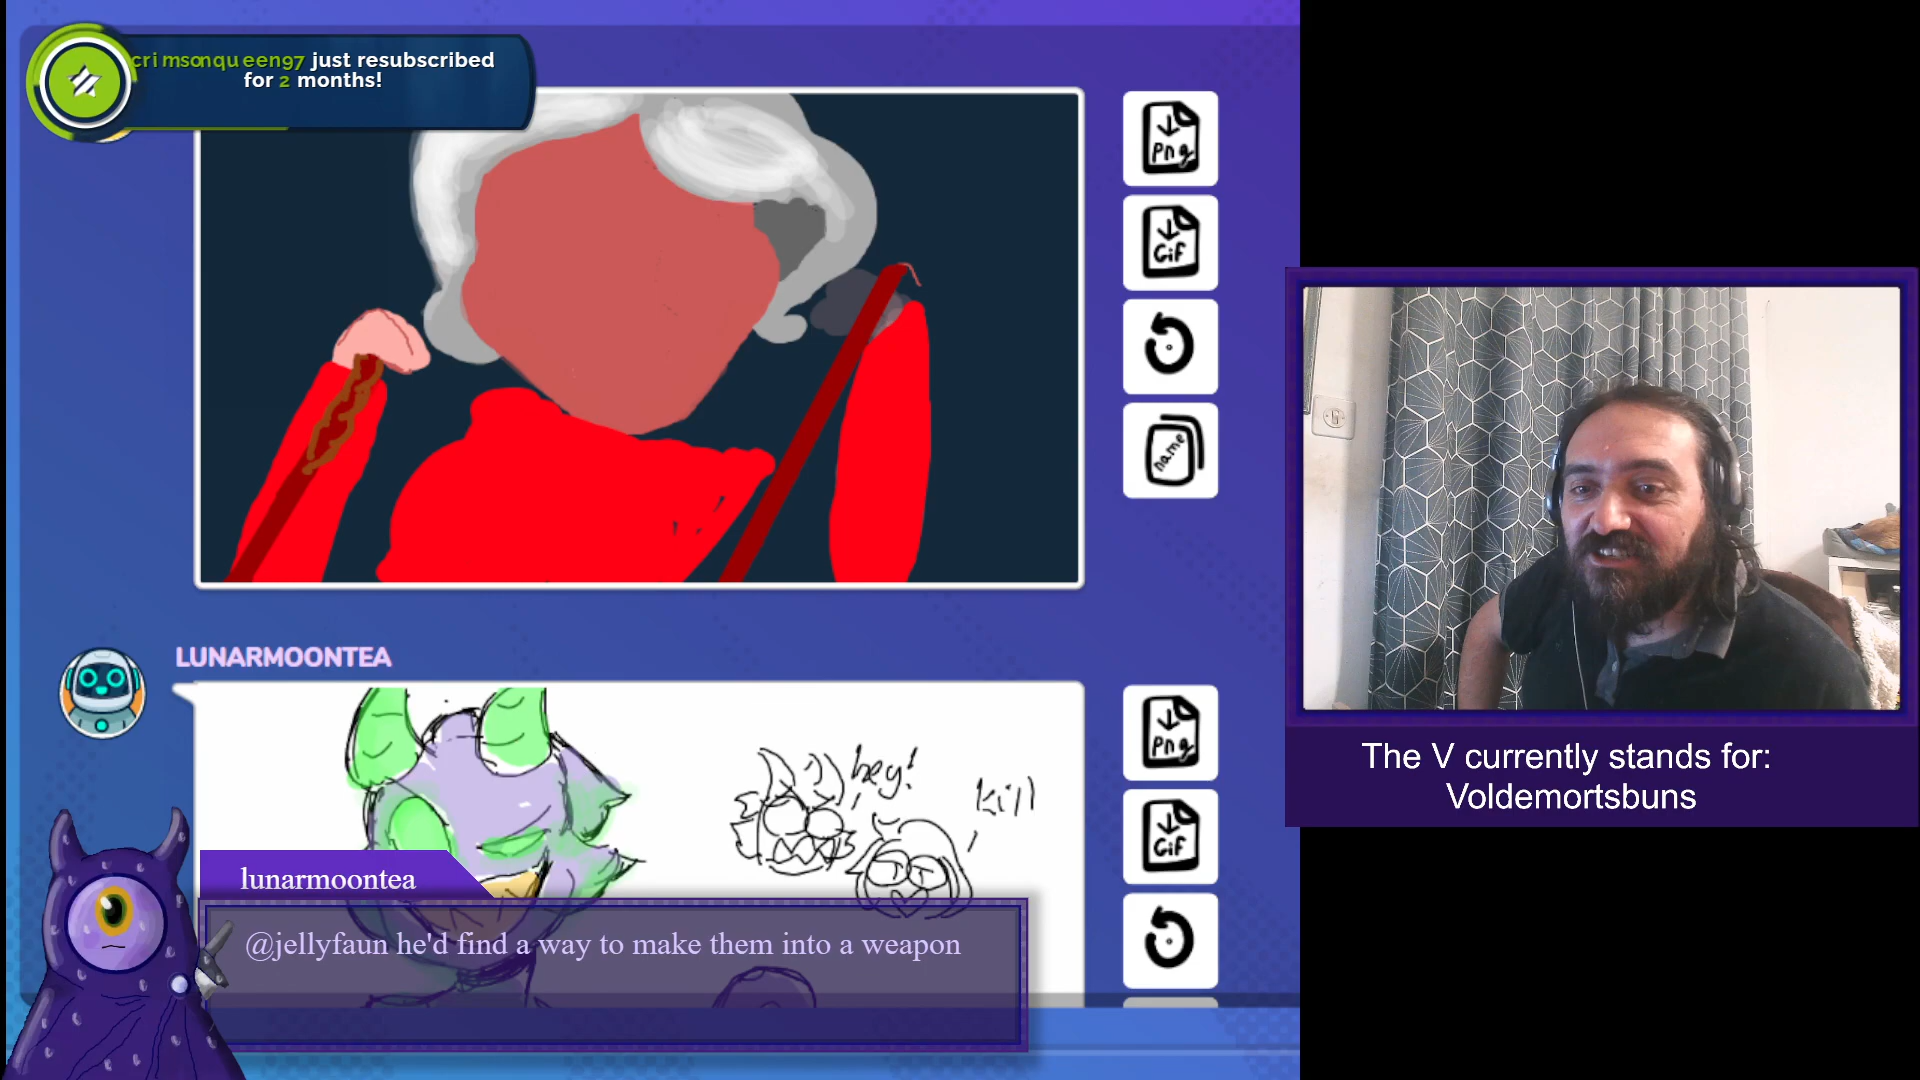 crimsonqueen97 just resubscribed
for 2 months!
Png
Gif
name
LUNARMOONTEA
hey!
kill
Png
Gif
lunarmoontea
@jellyfaun he'd find a way to make them into a weapon
The V currently stands for:
Voldemortsbuns